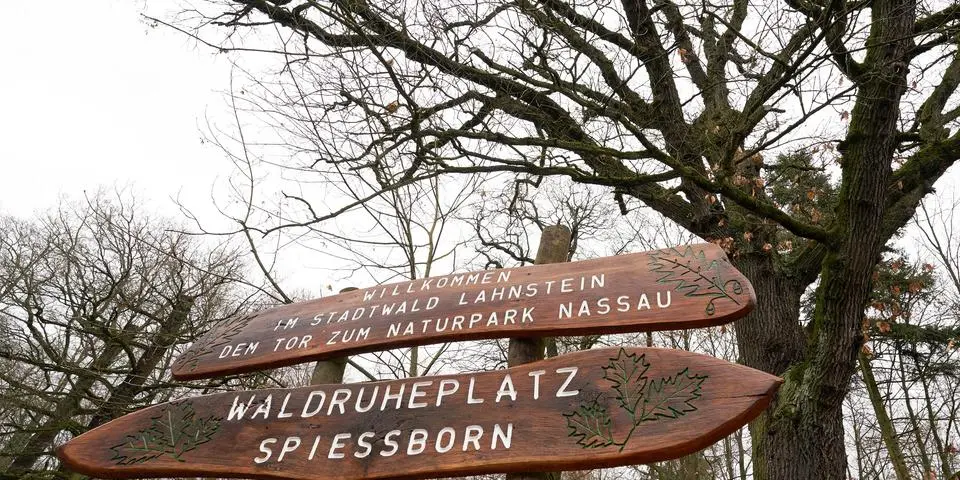 WILLKOMMEN
IM STADTWALD LAHNSTEIN
DEM TOR ZUM NATURPARK NASSAU
WALDRUHEPLATZ
SPIESSBORN